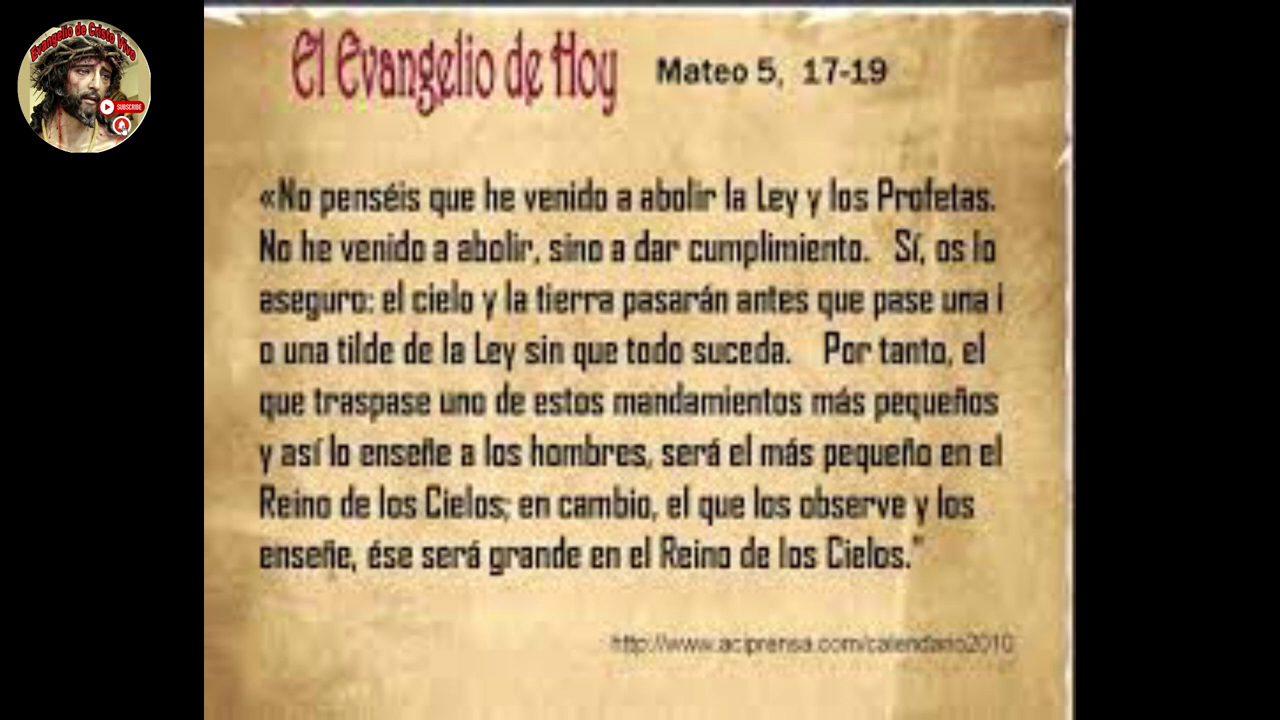 Evangelio de Cristo Vivo
SUBSCRIBE
El Evangelio de Hoy
Mateo 5, 17-19
«No penséis que he venido a abolir la Ley y los Profetas.
No he venido a abolir, sino a dar cumplimiento. Sí, os lo
aseguro: el cielo y la tierra pasarán antes que pase una i
o una tilde de la Ley sin que todo suceda. Por tanto, el
que traspase uno de estos mandamientos más pequeños
y así lo enseñe a los hombres, será el más pequeño en el
Reino de los Cielos; en cambio, el que los observe y los
enseñe, ése será grande en el Reino de los Cielos."
http://www.aciprensa.com/calendario2010